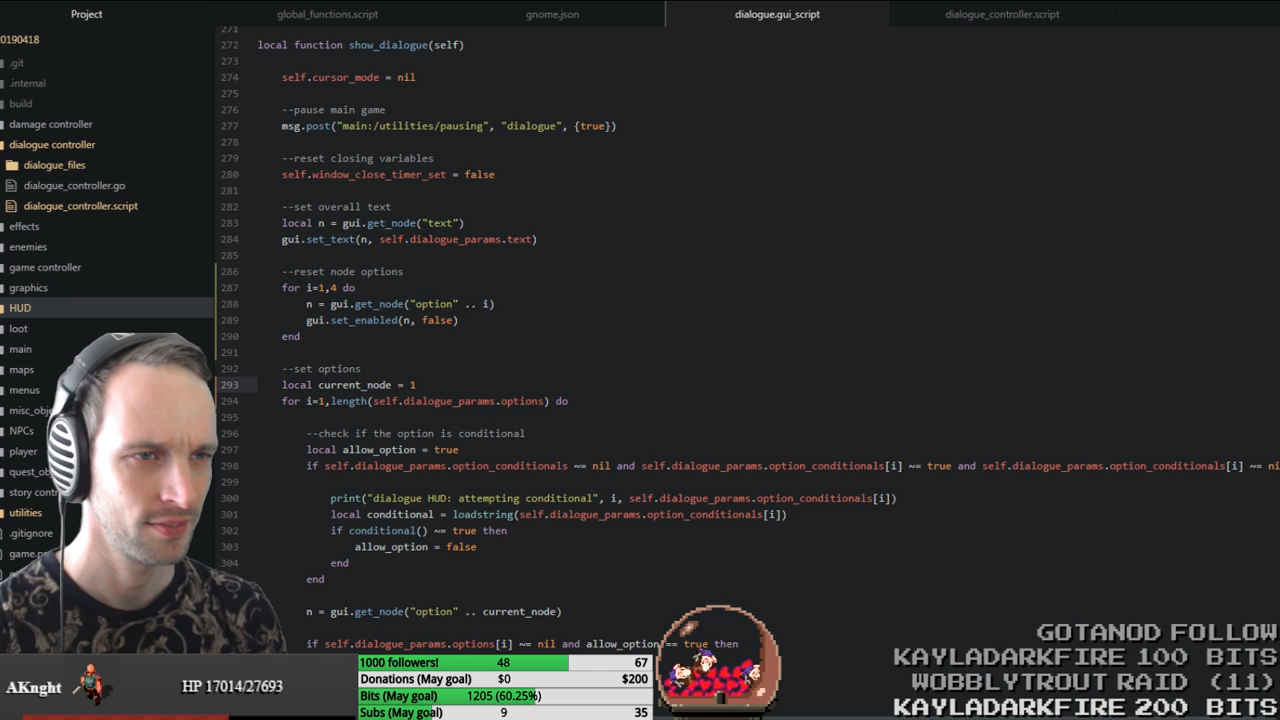 Project
global_functions.script
gnome.json
dialogue.gui_script
dialogue_controller.script
0190418
.git
.internal
build
damage controller
dialogue controller
dialogue_files
dialogue_controller.go
dialogue_controller.script
effects
enemies
game controller
graphics
HUD
loot
main
maps
menus
misc_obj
NPCs
player
quest_ob
story contr
utilities
.gitignore
game.p
271
272 local function show_dialogue(self)
273
274 self.cursor_mode = nil
275
276 --pause main game
277 msg.post("main:/utilities/pausing", "dialogue", {true})
278
279 --reset closing variables
280 self.window_close_timer_set = false
281
282 --set overall text
283 local n = gui.get_node("text")
284 gui.set_text(n, self.dialogue_params.text)
285
286 --reset node options
287 for i=1,4 do
288 n = gui.get_node("option" .. i)
289 gui.set_enabled(n, false)
290 end
291
292 --set options
293 local current_node = 1
294 for i=1,length(self.dialogue_params.options) do
295
296 --check if the option is conditional
297 local allow_option = true
298 if self.dialogue_params.option_conditionals ~= nil and self.dialogue_params.option_conditionals[i] ~= true and self.dialogue_params.option_conditionals[i] ~= ni
300 print("dialogue HUD: attempting conditional", i, self.dialogue_params.option_conditionals[i])
301 local conditional = loadstring(self.dialogue_params.option_conditionals[i])
302 if conditional() ~= true then
303 allow_option = false
304 end
end
n = gui.get_node("option" .. current_node)
if self.dialogue_params.options[i] ~= nil and allow_option == true then
GOTANOD FOLLOW
KAYLADARKFIRE 100 BITS
WOBBLYTROUT RAID (11)
KAYLADARKFIRE 200 BITS
AKnght
HP 17014/27693
1000 followers! 48 67
Donations (May goal) $0 $200
Bits (May goal) 1205 (60.25%)
Subs (May goal) 9 35